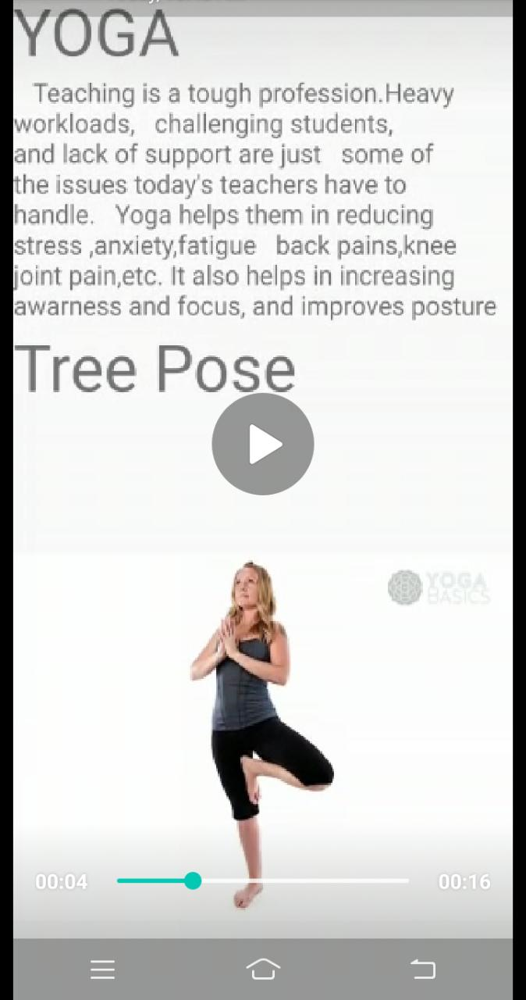 YOGA
Teaching is a tough profession.Heavy
workloads, challenging students,
and lack of support are just some of
the issues today's teachers have to
handle. Yoga helps them in reducing
stress ,anxiety,fatigue back pains,knee
joint pain,etc. It also helps in increasing
awarness and focus, and improves posture
Tree Pose
YOGA
BASICS
00:04
00:16